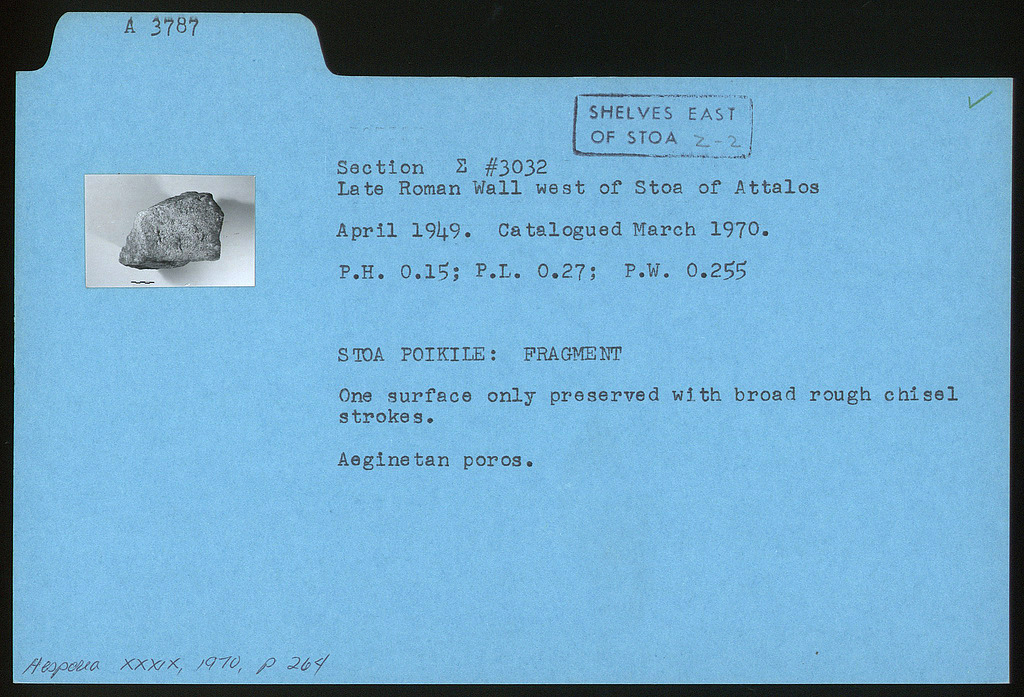 A 3787
SHELVES EAST
OF STOA Z-2
Section Σ #3032
Late Roman Wall west of Stoa of Attalos
April 1949. Catalogued March 1970.
P.H. 0.15; P.L. 0.27; P.W. 0.255
STOA POIKILE: FRAGMENT
One surface only preserved with broad rough chisel
strokes.
Aeginetan poros.
Hesperia XXXIX, 1970, p 264